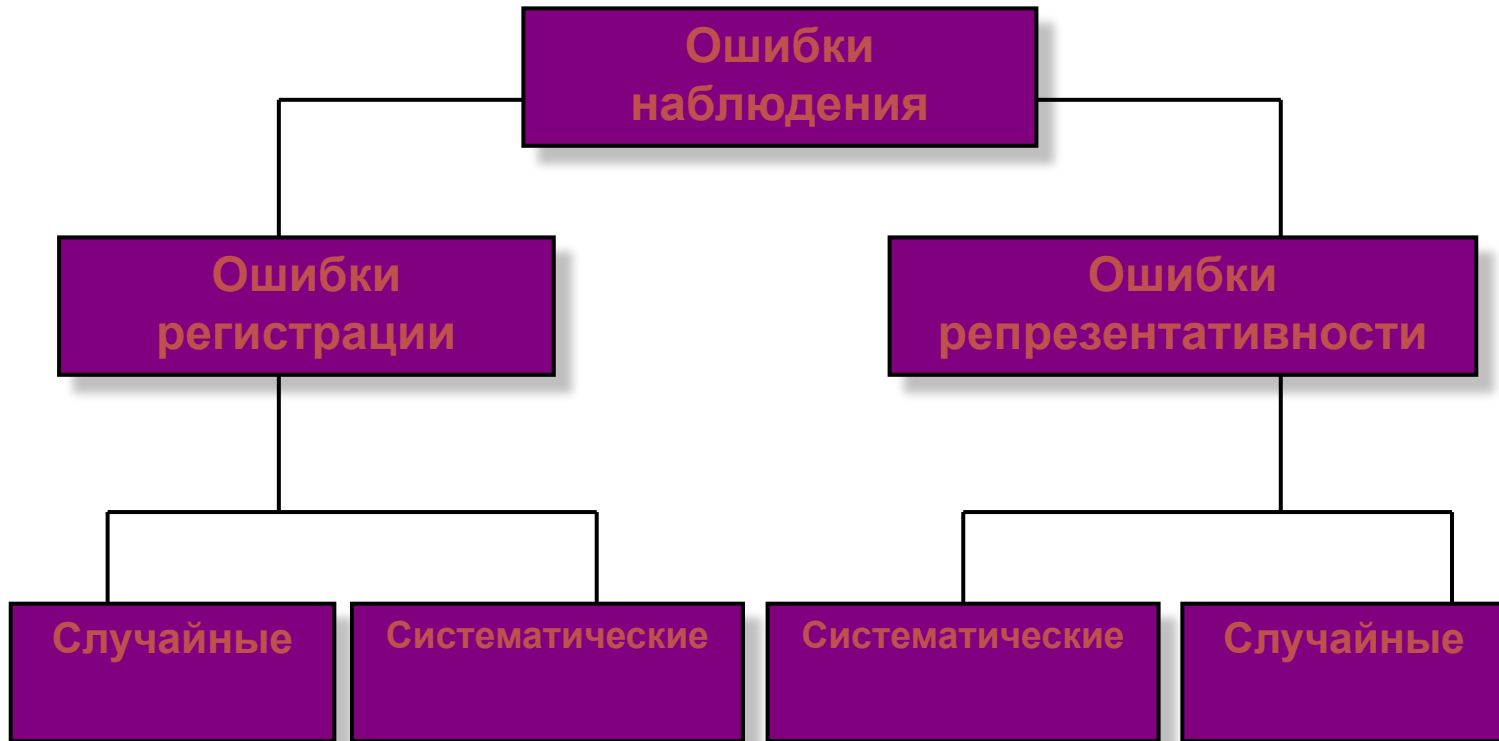 Ошибки
наблюдения
Ошибки
регистрации
Ошибки
репрезентативности
Случайные
Систематические
Систематические
Случайные